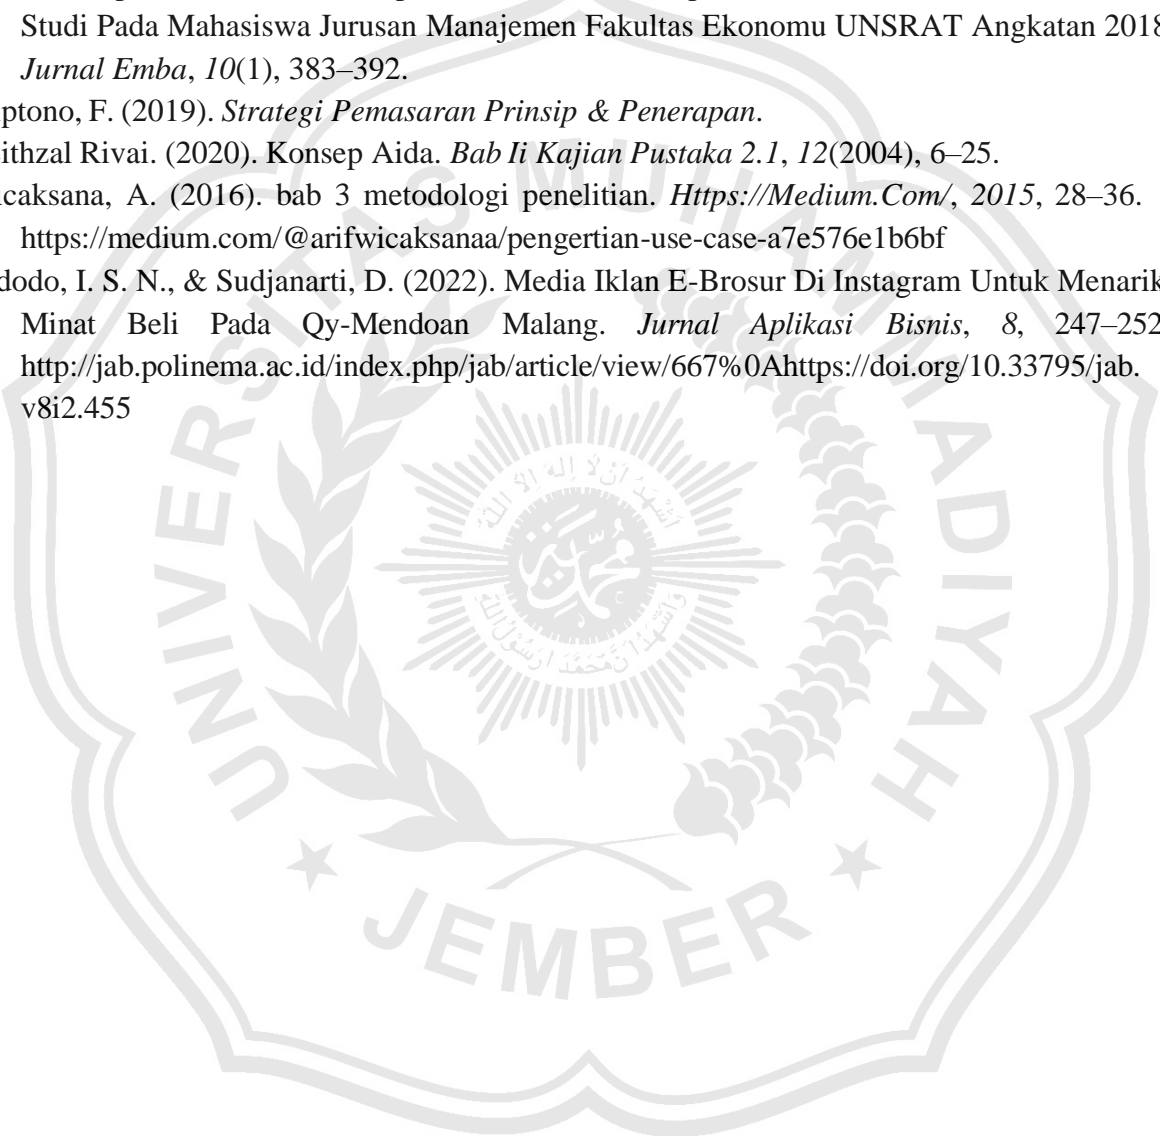 Studi Pada Mahasiswa Jurusan Manajemen Fakultas Ekonomu UNSRAT Angkatan 2018
Jurnal Emba, 10(1), 383–392.
ptono, F. (2019). Strategi Pemasaran Prinsip & Penerapan.
ithzal Rivai. (2020). Konsep Aida. Bab Ii Kajian Pustaka 2.1, 12(2004), 6–25.
icaksana, A. (2016). bab 3 metodologi penelitian. Https://Medium.Com/, 2015, 28–36.
https://medium.com/@arifwicaksanaa/pengertian-use-case-a7e576e1b6bf
dodo, I. S. N., & Sudjanarti, D. (2022). Media Iklan E-Brosur Di Instagram Untuk Menarik
Minat Beli Pada Qy-Mendoan Malang. Jurnal Aplikasi Bisnis, 8, 247–252
http://jab.polinema.ac.id/index.php/jab/article/view/667%0Ahttps://doi.org/10.33795/jab.
v8i2.455
UNIVERSITAS MUHAMMADIYAH
JEMBER